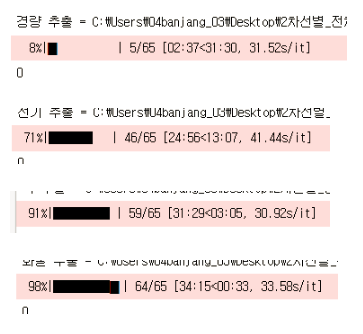 경량 추출 = C:\Users\04banjang_03\Desktop\2차선별_전
8%| | 5/65 [02:37<31:30, 31.52s/it]
0
전기 추출 = C:\Users\04banjang_03\Desktop\2차선별_
71%| | 46/65 [24:56<13:07, 41.44s/it]
0
91%| | 59/65 [31:29<03:05, 30.92s/it]
추출 = C:\Users\04banjang_03\Desktop\2차선별_
98%| | 64/65 [34:15<00:33, 33.58s/it]
0